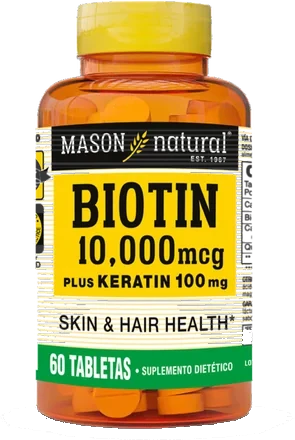 MASON natural®
EST. 1967
BIOTIN
10,000mcg
PLUS KERATIN 100mg
SKIN & HAIR HEALTH*
60 TABLETAS • SUPLEMENTO DIETÉTICO